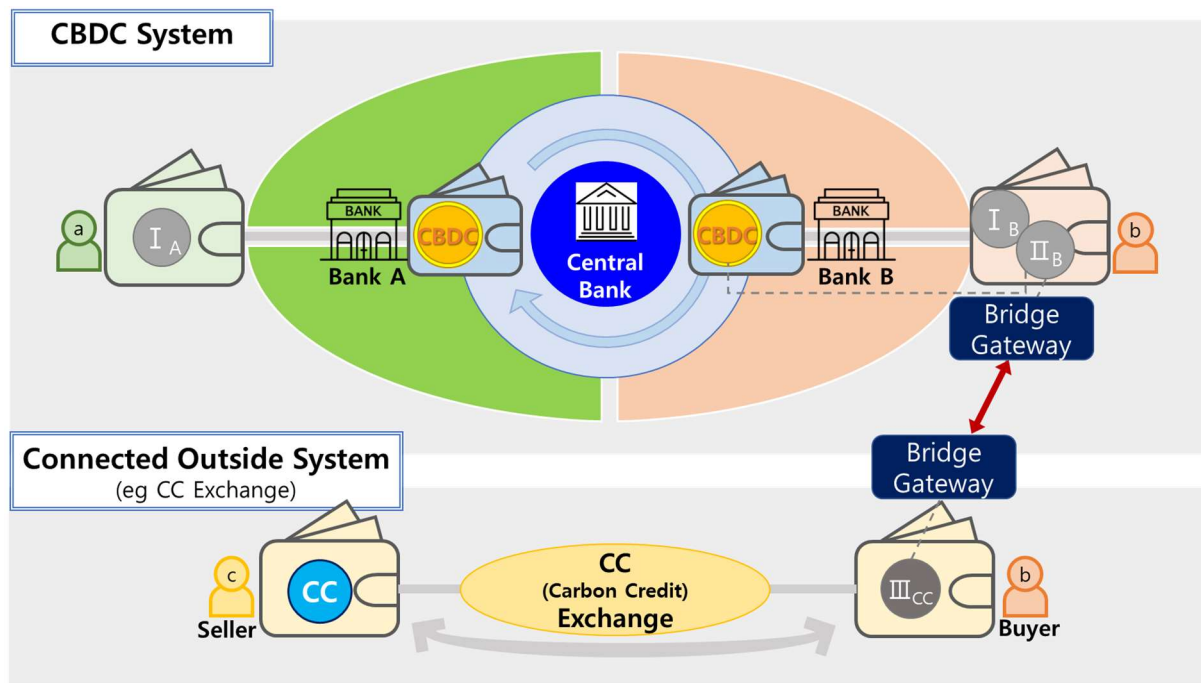 CBDC System
a
Ⅰ A
BANK
Bank A
CBDC
Central
Bank
CBDC
BANK
Bank B
Ⅰ B
Ⅱ B
b
Bridge
Gateway
Connected Outside System
(eg CC Exchange)
Bridge
Gateway
c
Seller
CC
CC
(Carbon Credit)
Exchange
Ⅲ CC
b
Buyer